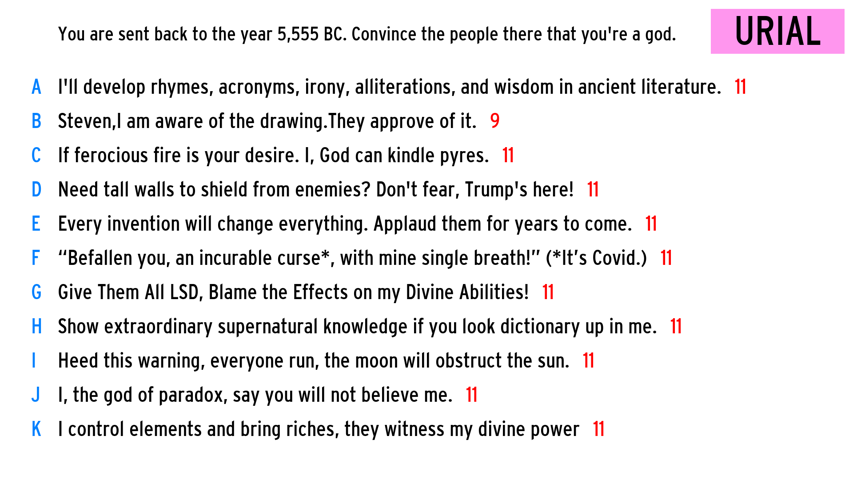 You are sent back to the year 5,555 BC. Convince the people there that you're a god.
URIAL
A I'll develop rhymes, acronyms, irony, alliterations, and wisdom in ancient literature. 11
B Steven,I am aware of the drawing.They approve of it. 9
C If ferocious fire is your desire. I, God can kindle pyres. 11
D Need tall walls to shield from enemies? Don't fear, Trump's here! 11
E Every invention will change everything. Applaud them for years to come. 11
F “Befallen you, an incurable curse*, with mine single breath!” (*It’s Covid.) 11
G Give Them All LSD, Blame the Effects on my Divine Abilities! 11
H Show extraordinary supernatural knowledge if you look dictionary up in me. 11
I Heed this warning, everyone run, the moon will obstruct the sun. 11
J I, the god of paradox, say you will not believe me. 11
K I control elements and bring riches, they witness my divine power 11